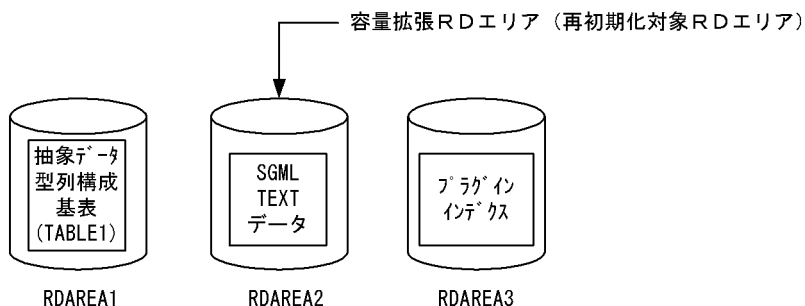 容量拡張RDエリア（再初期化対象RDエリア）
抽象ﾃﾞｰﾀ
型列構成
基表
(TABLE1)
SGML
TEXT
データ
ﾌﾟﾗｸﾞｲﾝ
ｲﾝﾃﾞｸｽ
RDAREA1
RDAREA2
RDAREA3